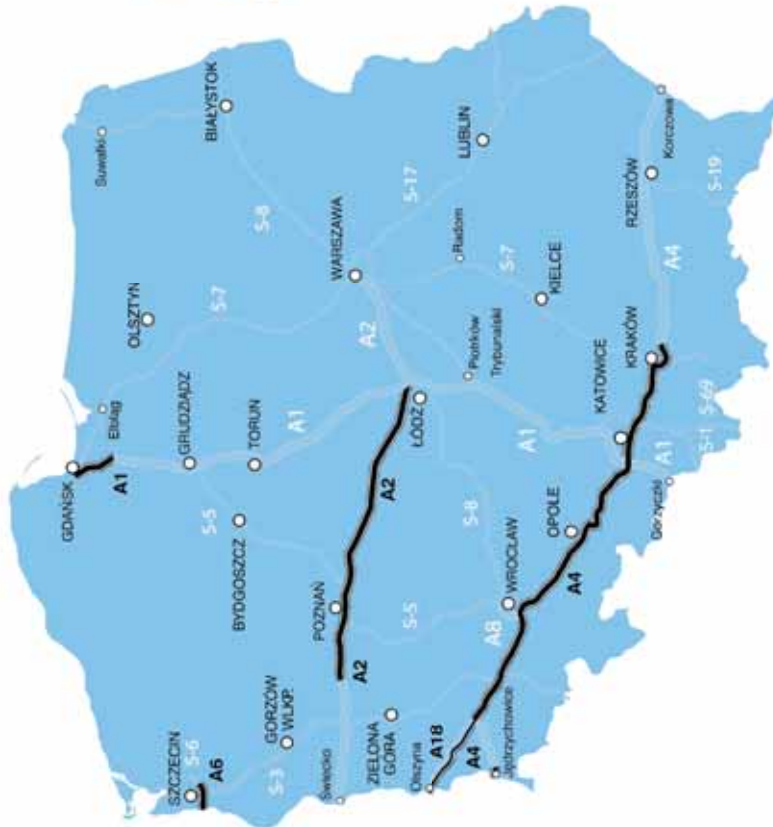 GDAŃSK
Elbląg
Suwałki
A1
OLSZTYN
BIAŁYSTOK
SZCZECIN
S-6
A6
GRUDZIĄDZ
S-7
S-5
TORUŃ
BYDGOSZCZ
S-8
GORZÓW
WLKP.
S-3
A1
WARSZAWA
Świecko
POZNAŃ
A2
A2
A2
S-17
ZIELONA
GÓRA
ŁÓDŹ
Piotrków
Trybunalski
Radom
LUBLIN
S-5
S-8
Olszyna
A18
A4
Jędrzychowice
A8
WROCŁAW
S-7
KIELCE
A1
OPOLE
A4
KATOWICE
KRAKÓW
A4
RZESZÓW
Korczowa
Gorzyczki
A1
S-1
S-69
S-19